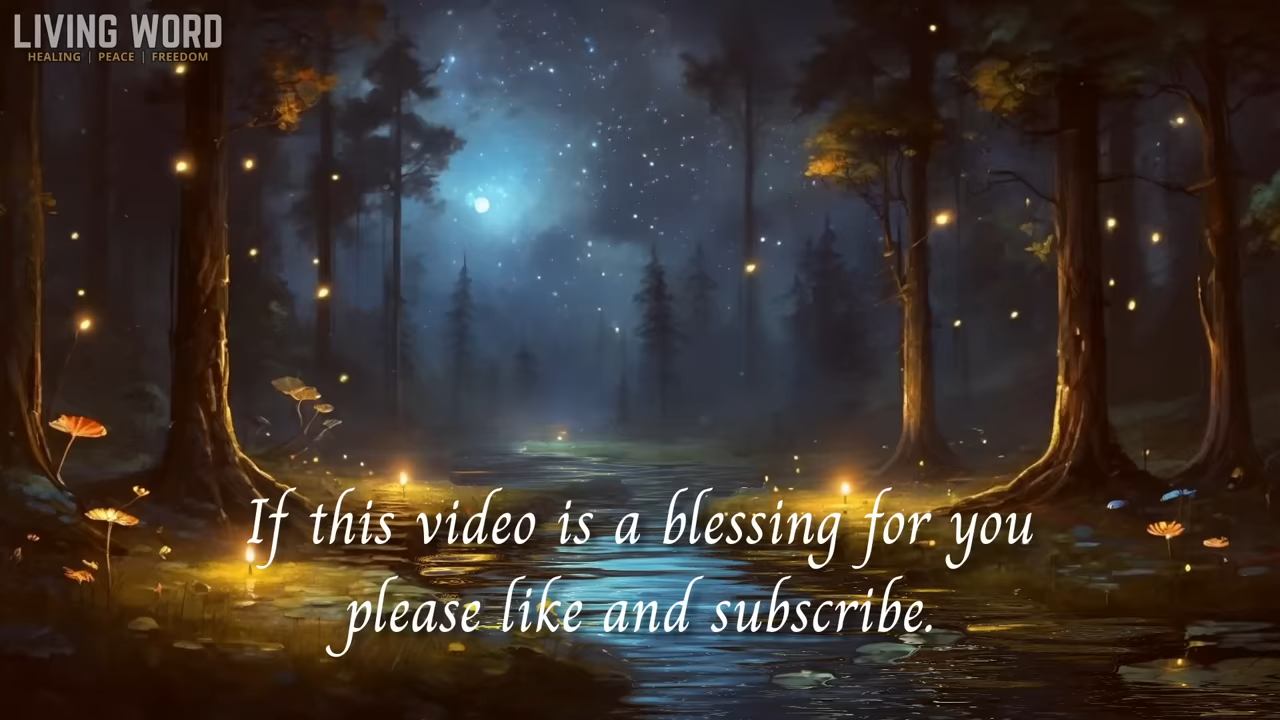 LIVING WORD
HEALING | PEACE | FREEDOM
If this video is a blessing for you
please like and subscribe.